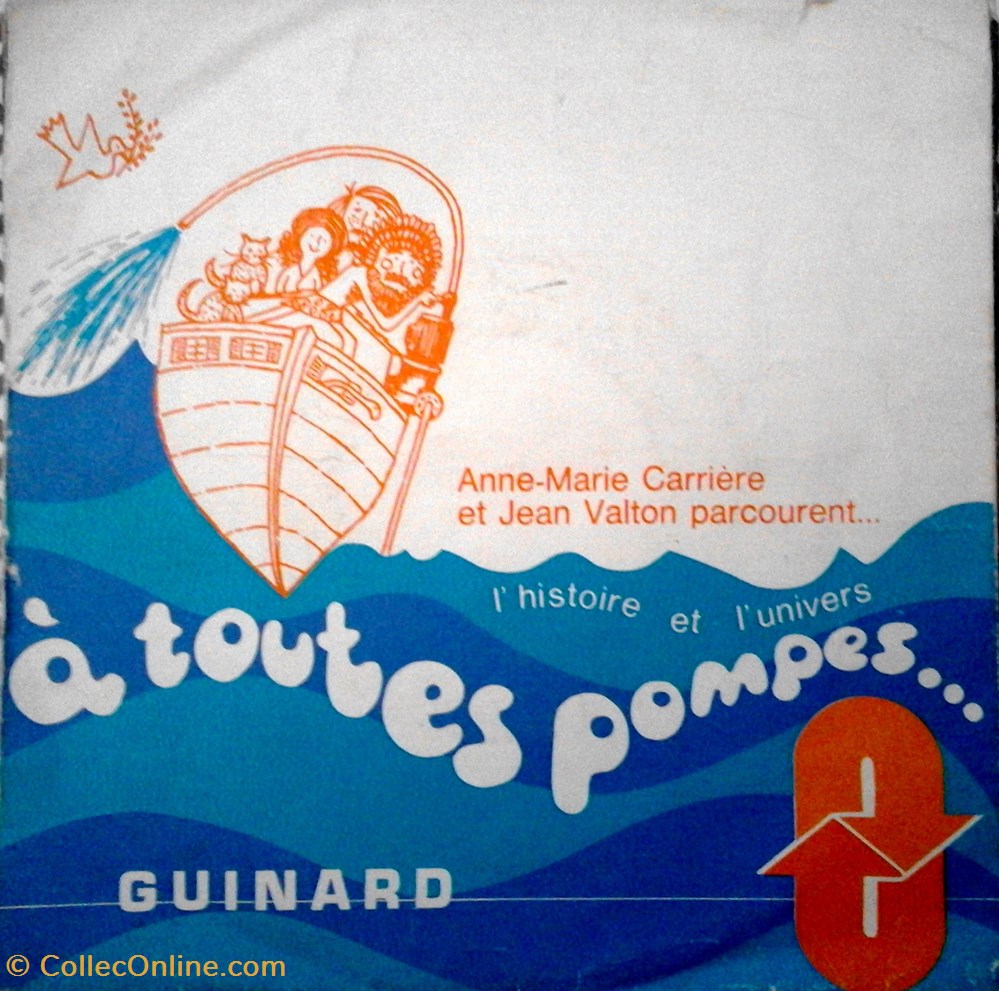 Anne-Marie Carrière
et Jean Valton parcourent...
l'histoire et l'univers
à toutes pompes...
GUINARD
© CollecOnline.com